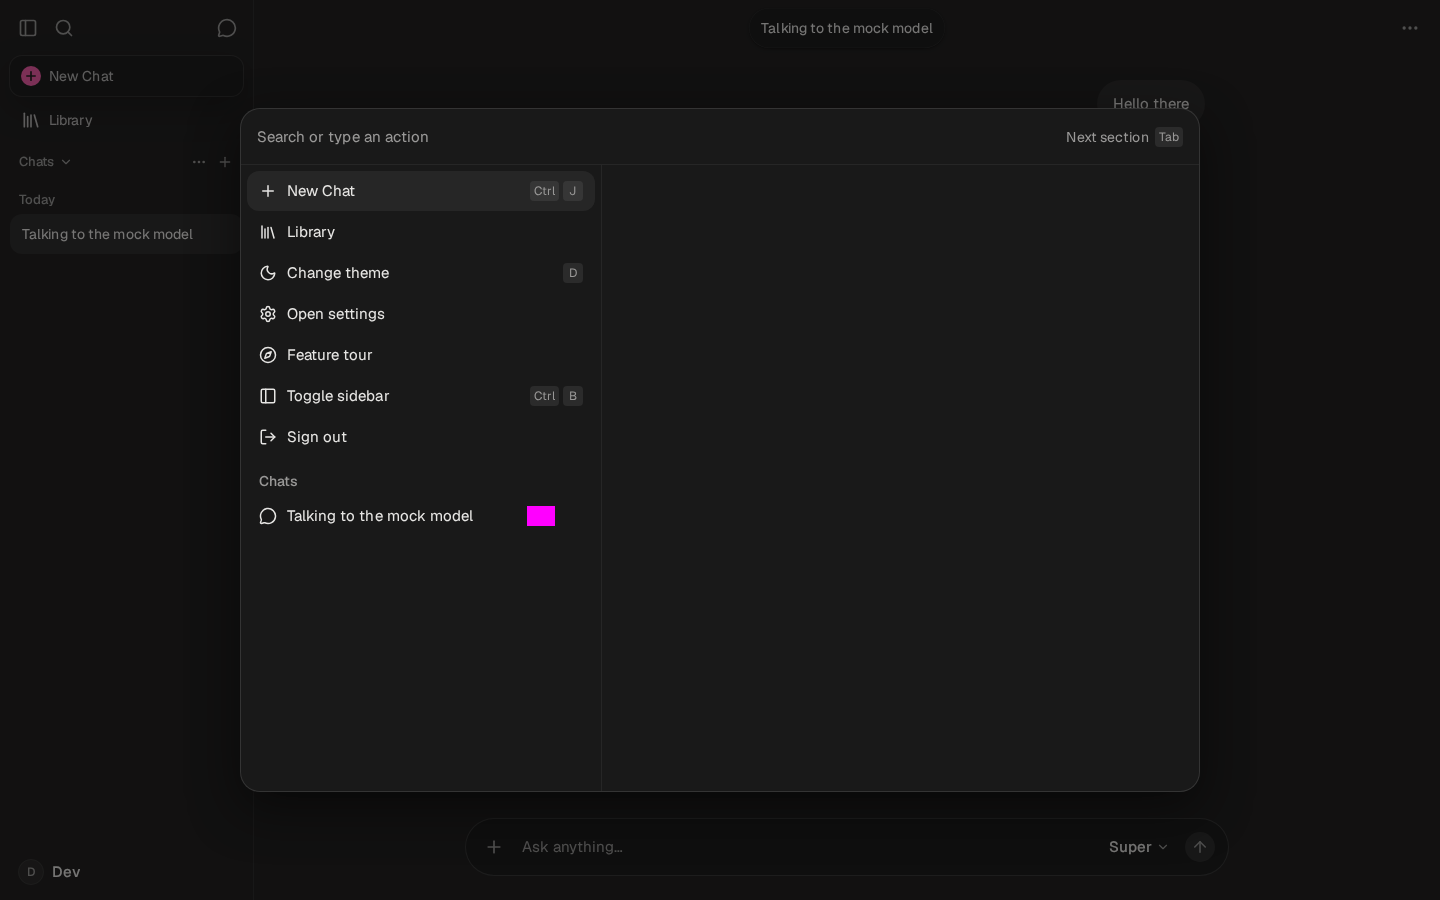 Talking to the mock model
New Chat
Library
Chats
Today
Talking to the mock model
Hello there
Search or type an action
Next section Tab
New Chat Ctrl J
Library
Change theme D
Open settings
Feature tour
Toggle sidebar Ctrl B
Sign out
Chats
Talking to the mock model
Ask anything...
Super
D Dev